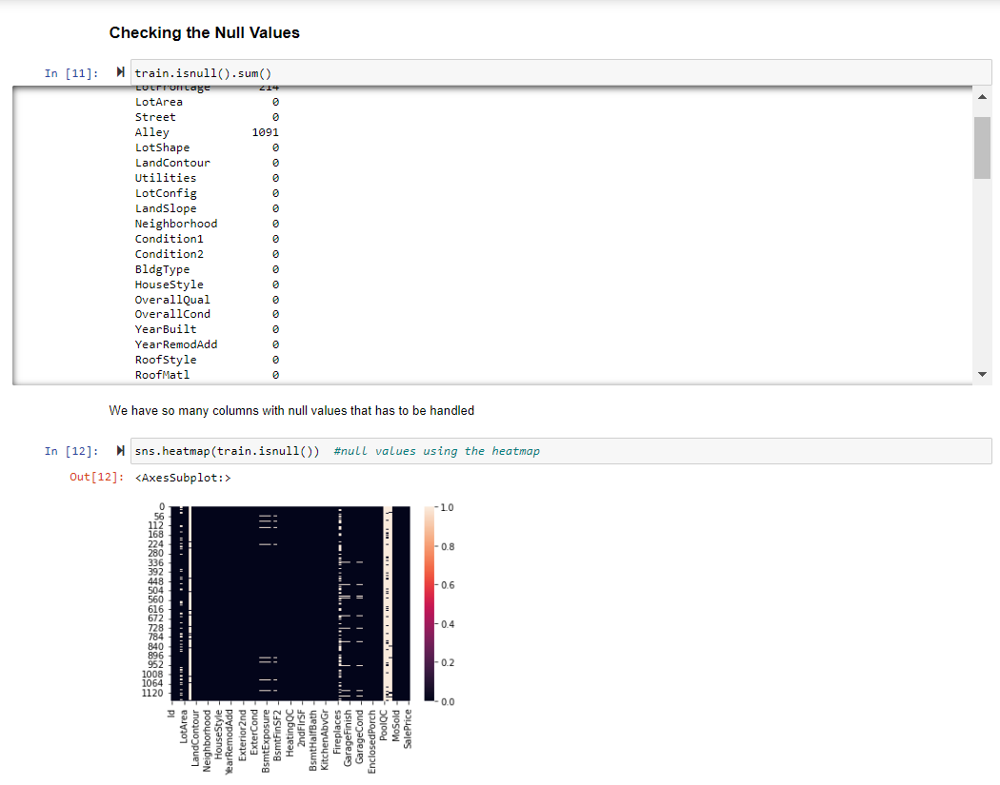 Checking the Null Values
In [11]: train.isnull().sum()
LotFrontage 214
LotArea 0
Street 0
Alley 1091
LotShape 0
LandContour 0
Utilities 0
LotConfig 0
LandSlope 0
Neighborhood 0
Condition1 0
Condition2 0
BldgType 0
HouseStyle 0
OverallQual 0
OverallCond 0
YearBuilt 0
YearRemodAdd 0
RoofStyle 0
RoofMatl 0
We have so many columns with null values that has to be handled
In [12]: sns.heatmap(train.isnull()) #null values using the heatmap
Out[12]: <AxesSubplot:>
0
56
112
168
224
280
336
392
448
504
560
616
672
728
784
840
896
952
1008
1064
1120
1.0
0.8
0.6
0.4
0.2
0.0
Id
LotArea
LandContour
Neighborhood
HouseStyle
YearRemodAdd
Exterior2nd
ExterCond
BsmtExposure
BsmtFinSF2
HeatingQC
2ndFlrSF
BsmtHalfBath
KitchenAbvGr
Fireplaces
GarageFinish
GarageCond
EnclosedPorch
PoolQC
MoSold
SalePrice